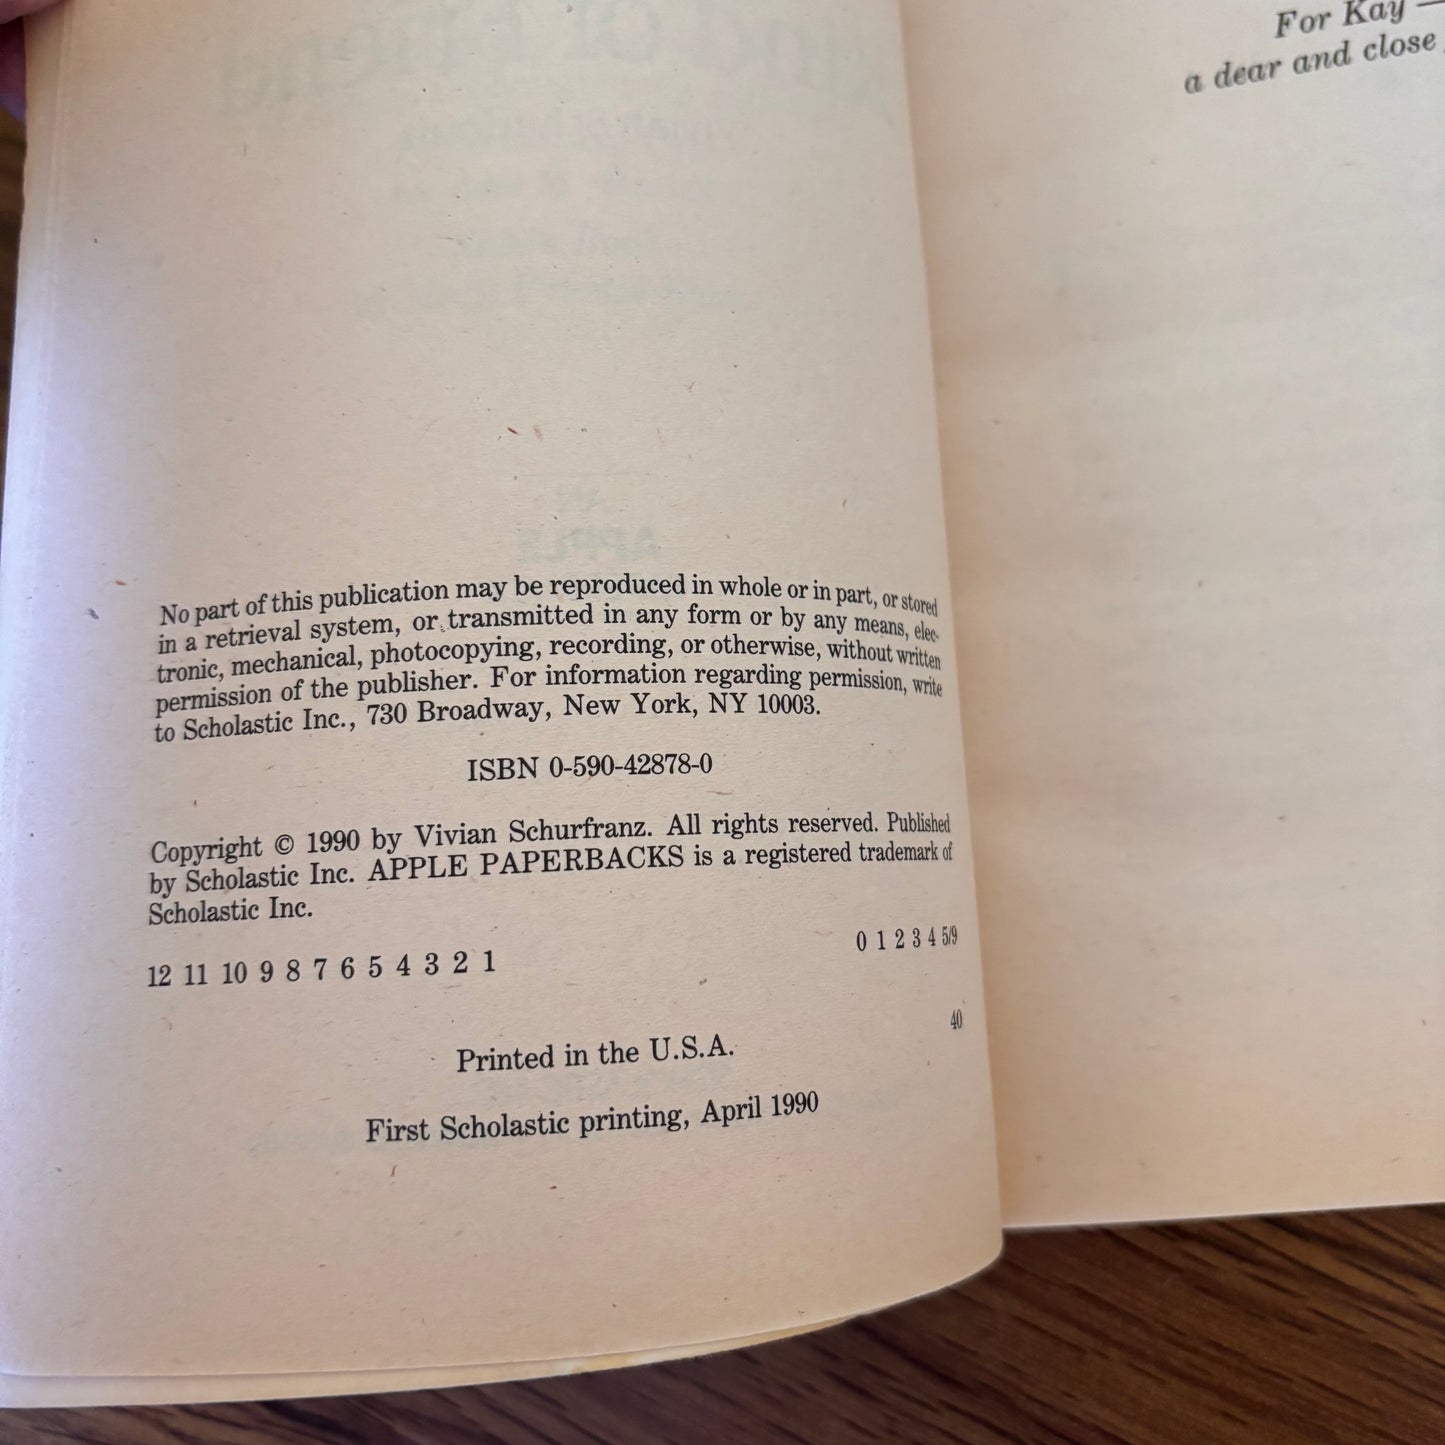 No part of this publication may be reproduced in whole or in part, or stored
in a retrieval system, or transmitted in any form or by any means, elec-
tronic, mechanical, photocopying, recording, or otherwise, without written
permission of the publisher. For information regarding permission, write
to Scholastic Inc., 730 Broadway, New York, NY 10003.
ISBN 0-590-42878-0
Copyright © 1990 by Vivian Schurfranz. All rights reserved. Published
by Scholastic Inc. APPLE PAPERBACKS is a registered trademark of
Scholastic Inc.
12 11 10 9 8 7 6 5 4 3 2 1 0 1 2 3 4 5/9
40
Printed in the U.S.A.
First Scholastic printing, April 1990
For Kay —
a dear and close